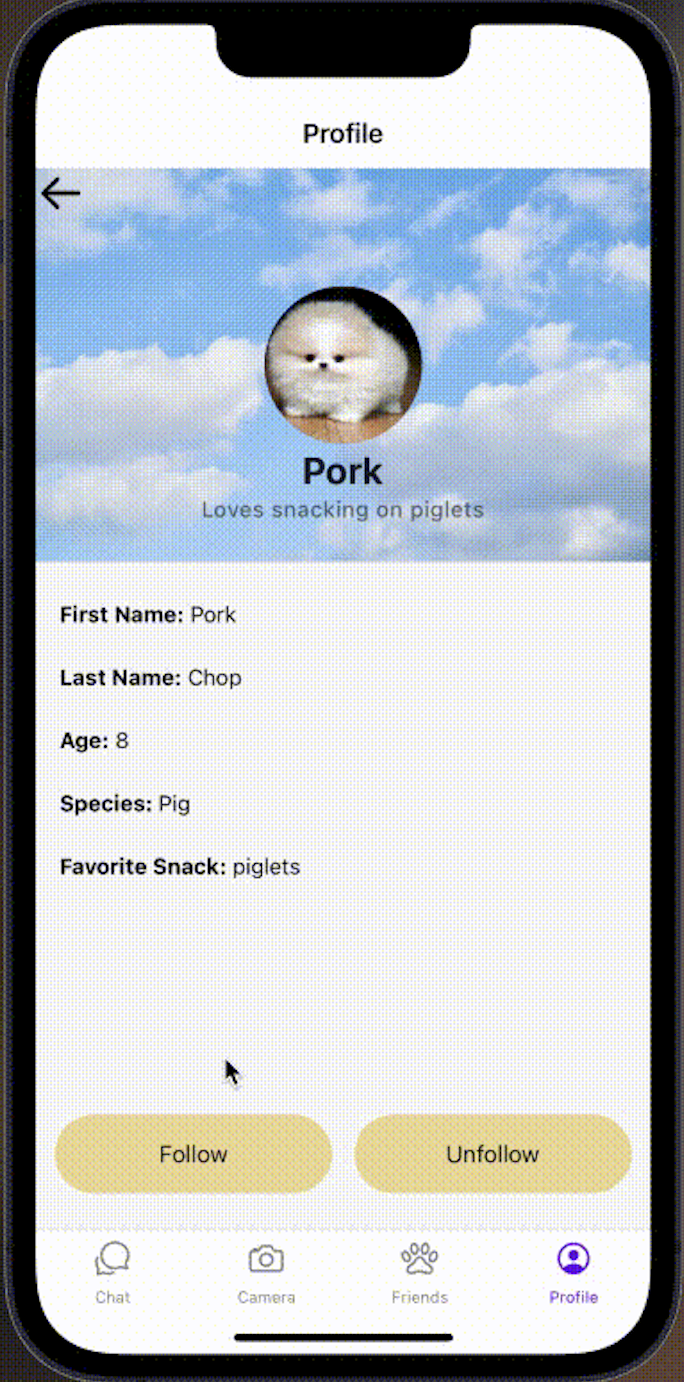 Profile
Pork
Loves snacking on piglets
First Name: Pork
Last Name: Chop
Age: 8
Species: Pig
Favorite Snack: piglets
Follow Unfollow
Chat Camera Friends Profile